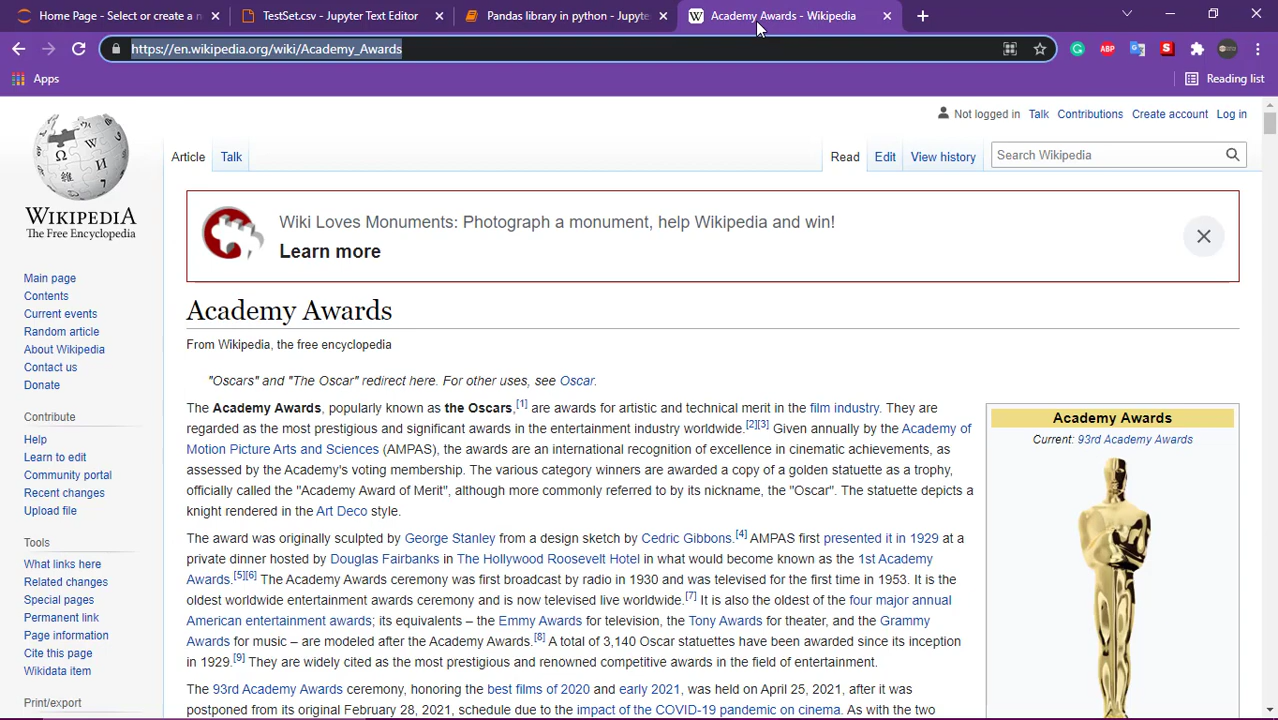 Home Page - Select or create a n
TestSet.csv - Jupyter Text Editor
Pandas library in python - Jupyte
Academy Awards - Wikipedia
https://en.wikipedia.org/wiki/Academy_Awards
Apps
Reading list
Not logged in Talk Contributions Create account Log in
Article Talk
Read Edit View history
Search Wikipedia
WIKIPEDIA
The Free Encyclopedia
Main page
Contents
Current events
Random article
About Wikipedia
Contact us
Donate
Contribute
Help
Learn to edit
Community portal
Recent changes
Upload file
Tools
What links here
Related changes
Special pages
Permanent link
Page information
Cite this page
Wikidata item
Print/export
Wiki Loves Monuments: Photograph a monument, help Wikipedia and win!
Learn more
Academy Awards
From Wikipedia, the free encyclopedia
"Oscars" and "The Oscar" redirect here. For other uses, see Oscar.
The Academy Awards, popularly known as the Oscars,[1] are awards for artistic and technical merit in the film industry. They are
regarded as the most prestigious and significant awards in the entertainment industry worldwide.[2][3] Given annually by the Academy of
Motion Picture Arts and Sciences (AMPAS), the awards are an international recognition of excellence in cinematic achievements, as
assessed by the Academy's voting membership. The various category winners are awarded a copy of a golden statuette as a trophy,
officially called the "Academy Award of Merit", although more commonly referred to by its nickname, the "Oscar". The statuette depicts a
knight rendered in the Art Deco style.
The award was originally sculpted by George Stanley from a design sketch by Cedric Gibbons.[4] AMPAS first presented it in 1929 at a
private dinner hosted by Douglas Fairbanks in The Hollywood Roosevelt Hotel in what would become known as the 1st Academy
Awards.[5][6] The Academy Awards ceremony was first broadcast by radio in 1930 and was televised for the first time in 1953. It is the
oldest worldwide entertainment awards ceremony and is now televised live worldwide.[7] It is also the oldest of the four major annual
American entertainment awards; its equivalents – the Emmy Awards for television, the Tony Awards for theater, and the Grammy
Awards for music – are modeled after the Academy Awards.[8] A total of 3,140 Oscar statuettes have been awarded since its inception
in 1929.[9] They are widely cited as the most prestigious and renowned competitive awards in the field of entertainment.
The 93rd Academy Awards ceremony, honoring the best films of 2020 and early 2021, was held on April 25, 2021, after it was
postponed from its original February 28, 2021, schedule due to the impact of the COVID-19 pandemic on cinema. As with the two
Academy Awards
Current: 93rd Academy Awards